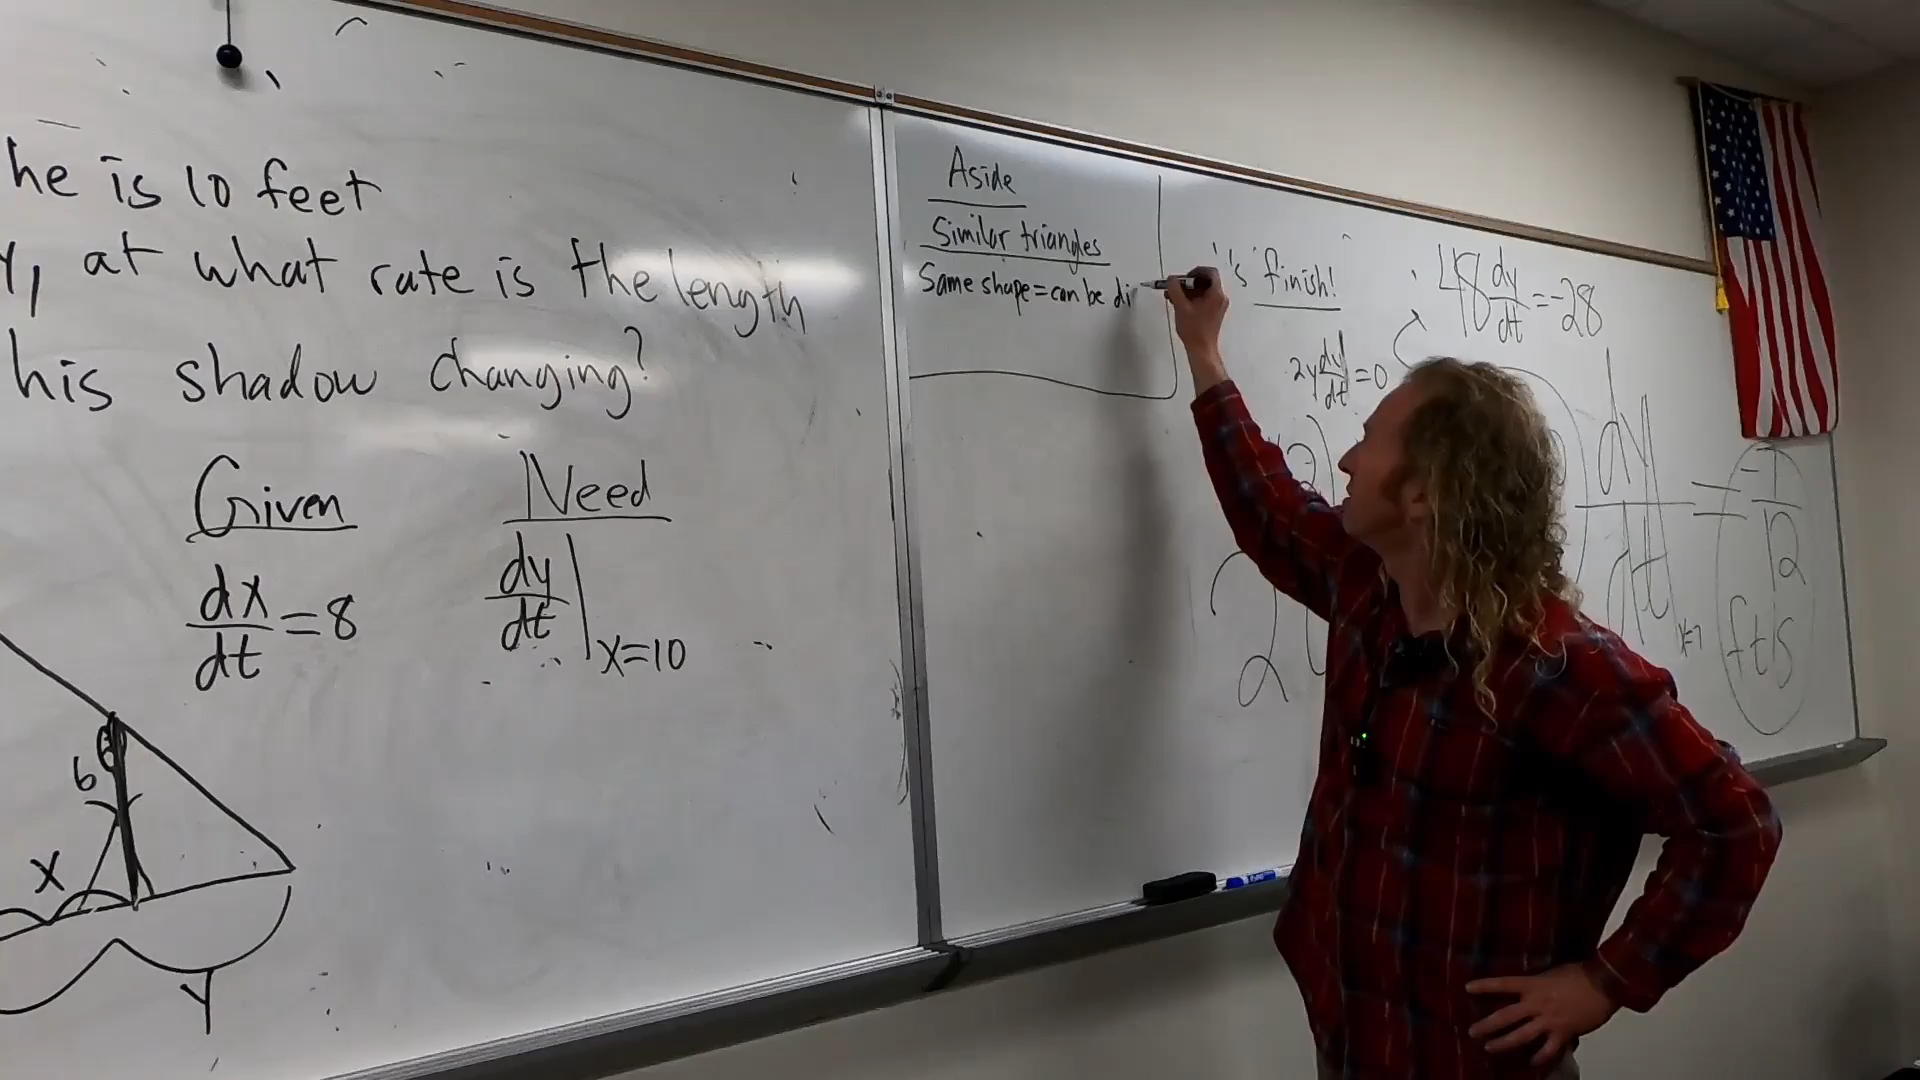 he is 10 feet
Y, at what rate is the length
his shadow changing?
Given
dx/dt = 8
Need
dy/dt | x=10
6
X
Y
Aside
Similar triangles
Same shape = can be di
's finish!
2y dy/dt = 0
48 dy/dt = -28
dy/dt
= -7/12
ft/s